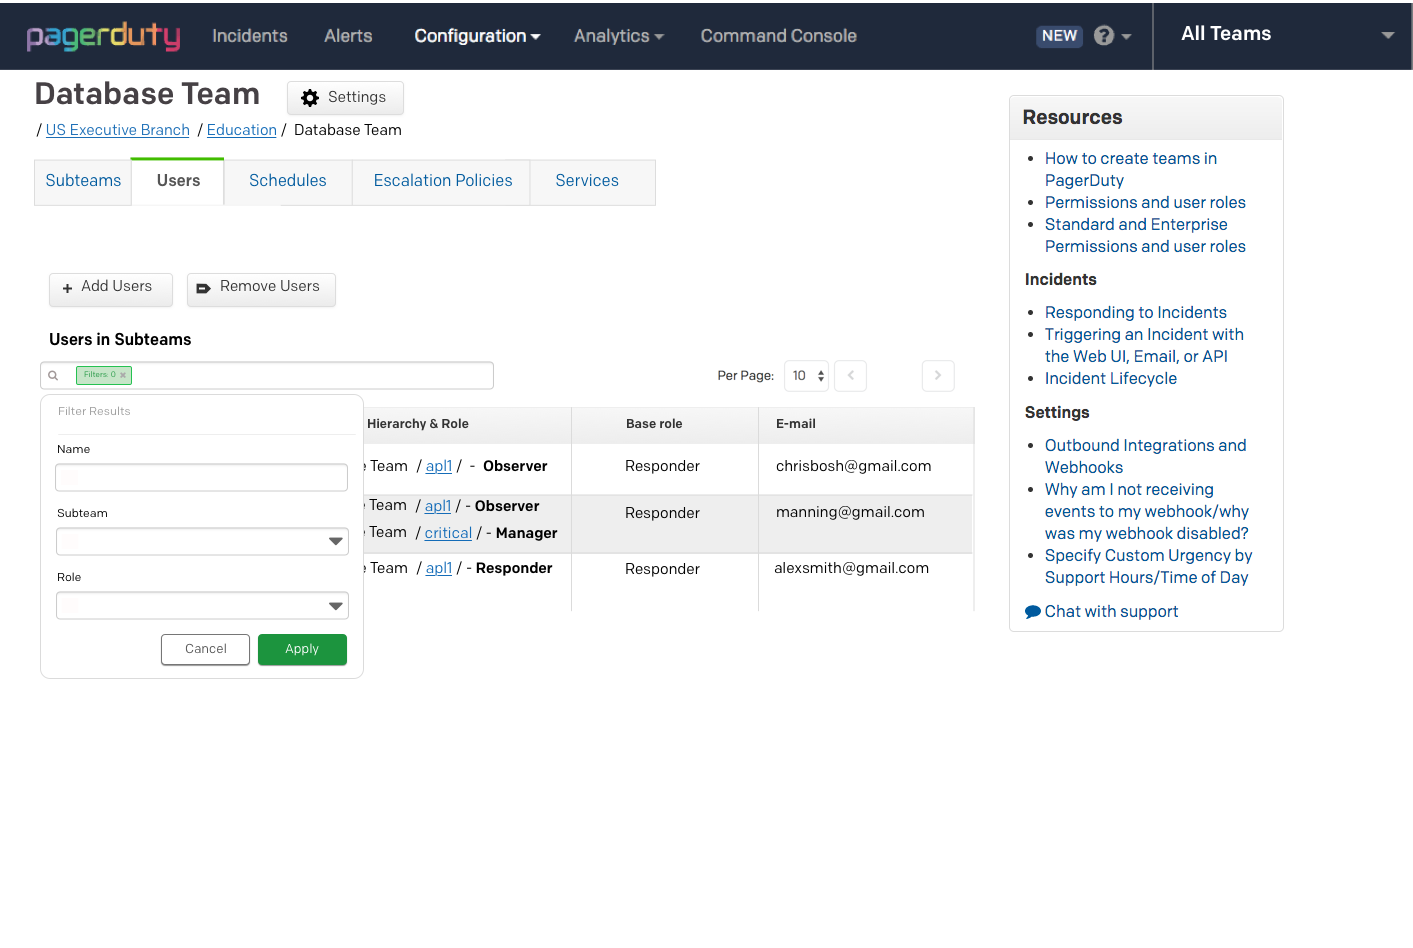 pagerduty Incidents Alerts Configuration Analytics Command Console NEW ? All Teams
Database Team Settings
/ US Executive Branch / Education / Database Team
Subteams Users Schedules Escalation Policies Services
+ Add Users Remove Users
Users in Subteams
Filters: 0 x
Per Page: 10 < >
Filter Results
Name
Subteam
Role
Cancel Apply
Hierarchy & Role Base role E-mail
Team / apl1 / - Observer Responder chrisbosh@gmail.com
Team / apl1 / - Observer Responder manning@gmail.com
Team / critical / - Manager
Team / apl1 / - Responder Responder alexsmith@gmail.com
Resources
• How to create teams in
PagerDuty
• Permissions and user roles
• Standard and Enterprise
Permissions and user roles
Incidents
• Responding to Incidents
• Triggering an Incident with
the Web UI, Email, or API
• Incident Lifecycle
Settings
• Outbound Integrations and
Webhooks
• Why am I not receiving
events to my webhook/why
was my webhook disabled?
• Specify Custom Urgency by
Support Hours/Time of Day
Chat with support